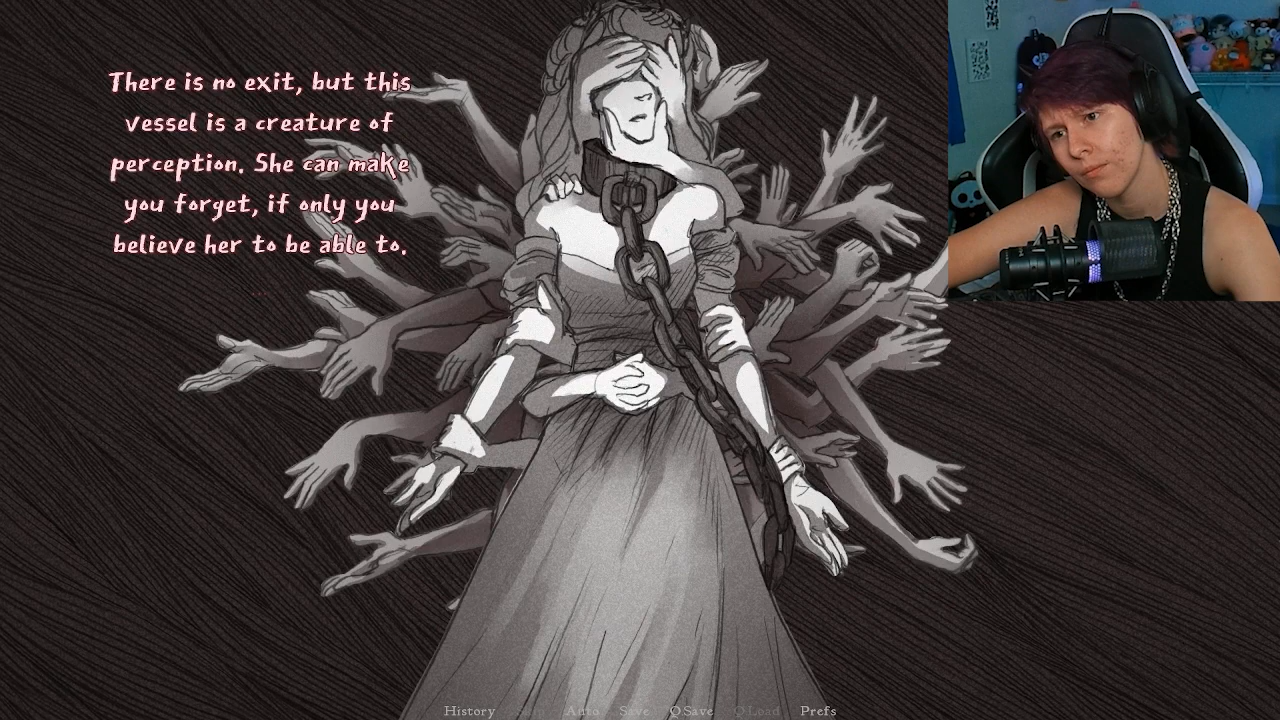 There is no exit, but this
vessel is a creature of
perception. She can make
you forget, if only you
believe her to be able to.
History Auto Save Q.Save Q.Load Prefs